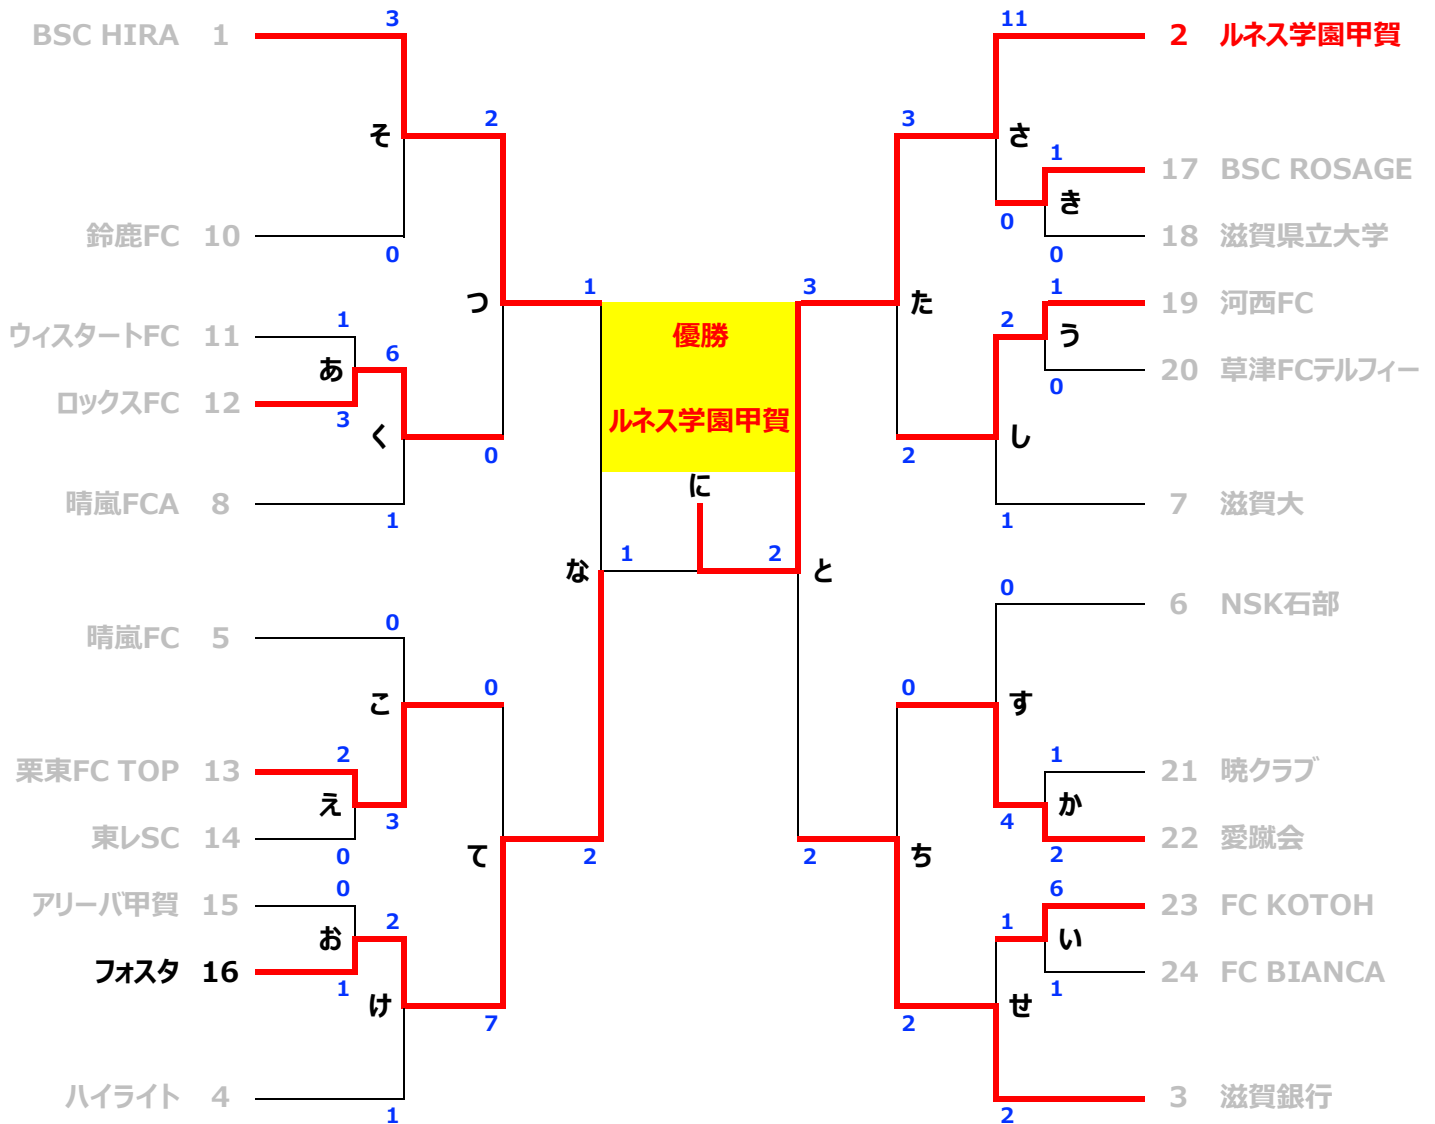 3
11
BSC HIRA 1
2 ルネス学園甲賀
2
3
そ
さ
1
17 BSC ROSAGE
き
0
鈴鹿FC 10
18 滋賀県立大学
0
0
1
3
1
つ
た
19 河西FC
1
2
ウィスタートFC 11
優勝
う
6
あ
20 草津FCテルフィー
0
ロックスFC 12
3
ルネス学園甲賀
く
し
0
2
に
晴嵐FCA 8
7 滋賀大
1
1
1
2
な
と
0
6 NSK石部
0
晴嵐FC 5
0
0
こ
す
2
1
栗東FC TOP 13
21 暁クラブ
え
か
3
4
東レSC 14
22 愛蹴会
0
て
2
2
ち
2
0
6
アリーバ甲賀 15
23 FC KOTOH
2
1
お
い
フォスタ 16
24 FC BIANCA
1
1
け
せ
7
2
ハイライト 4
3 滋賀銀行
1
2